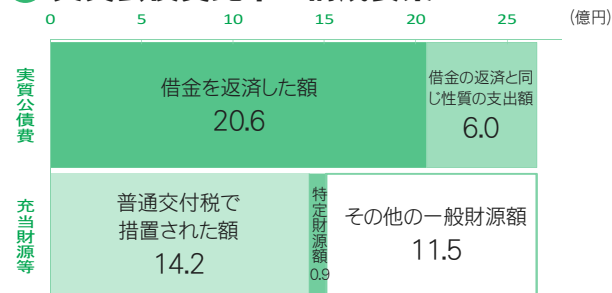 0 5 10 15 20 25 (億円)
実質公債費
借金を返済した額
20.6
借金の返済と同
じ性質の支出額
6.0
充当財源等
普通交付税で
措置された額
14.2
特定財源額
0.9
その他の一般財源額
11.5